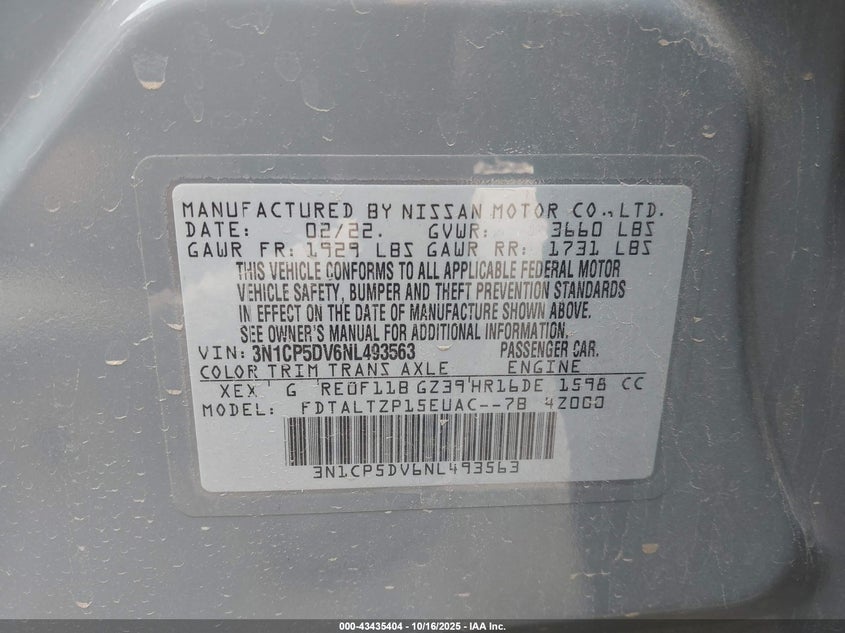 MANUFACTURED BY NISSAN MOTOR CO., LTD.
DATE: 02/22. GVWR: 3660 LBS
GAWR FR: 1929 LBS GAWR RR: 1731 LBS
THIS VEHICLE CONFORMS TO ALL APPLICABLE FEDERAL MOTOR
VEHICLE SAFETY, BUMPER AND THEFT PREVENTION STANDARDS
IN EFFECT ON THE DATE OF MANUFACTURE SHOWN ABOVE.
SEE OWNER'S MANUAL FOR ADDITIONAL INFORMATION.
VIN: 3N1CP5DV6NL493563 PASSENGER CAR.
COLOR TRIM TRANS AXLE ENGINE
XEX G RE0F11B GZ39 HR16DE 1598 CC
MODEL: FDTALTZP15EUAC--7B 4Z000
3N1CP5DV6NL493563
000-43435404 - 10/16/2025 - IAA Inc.